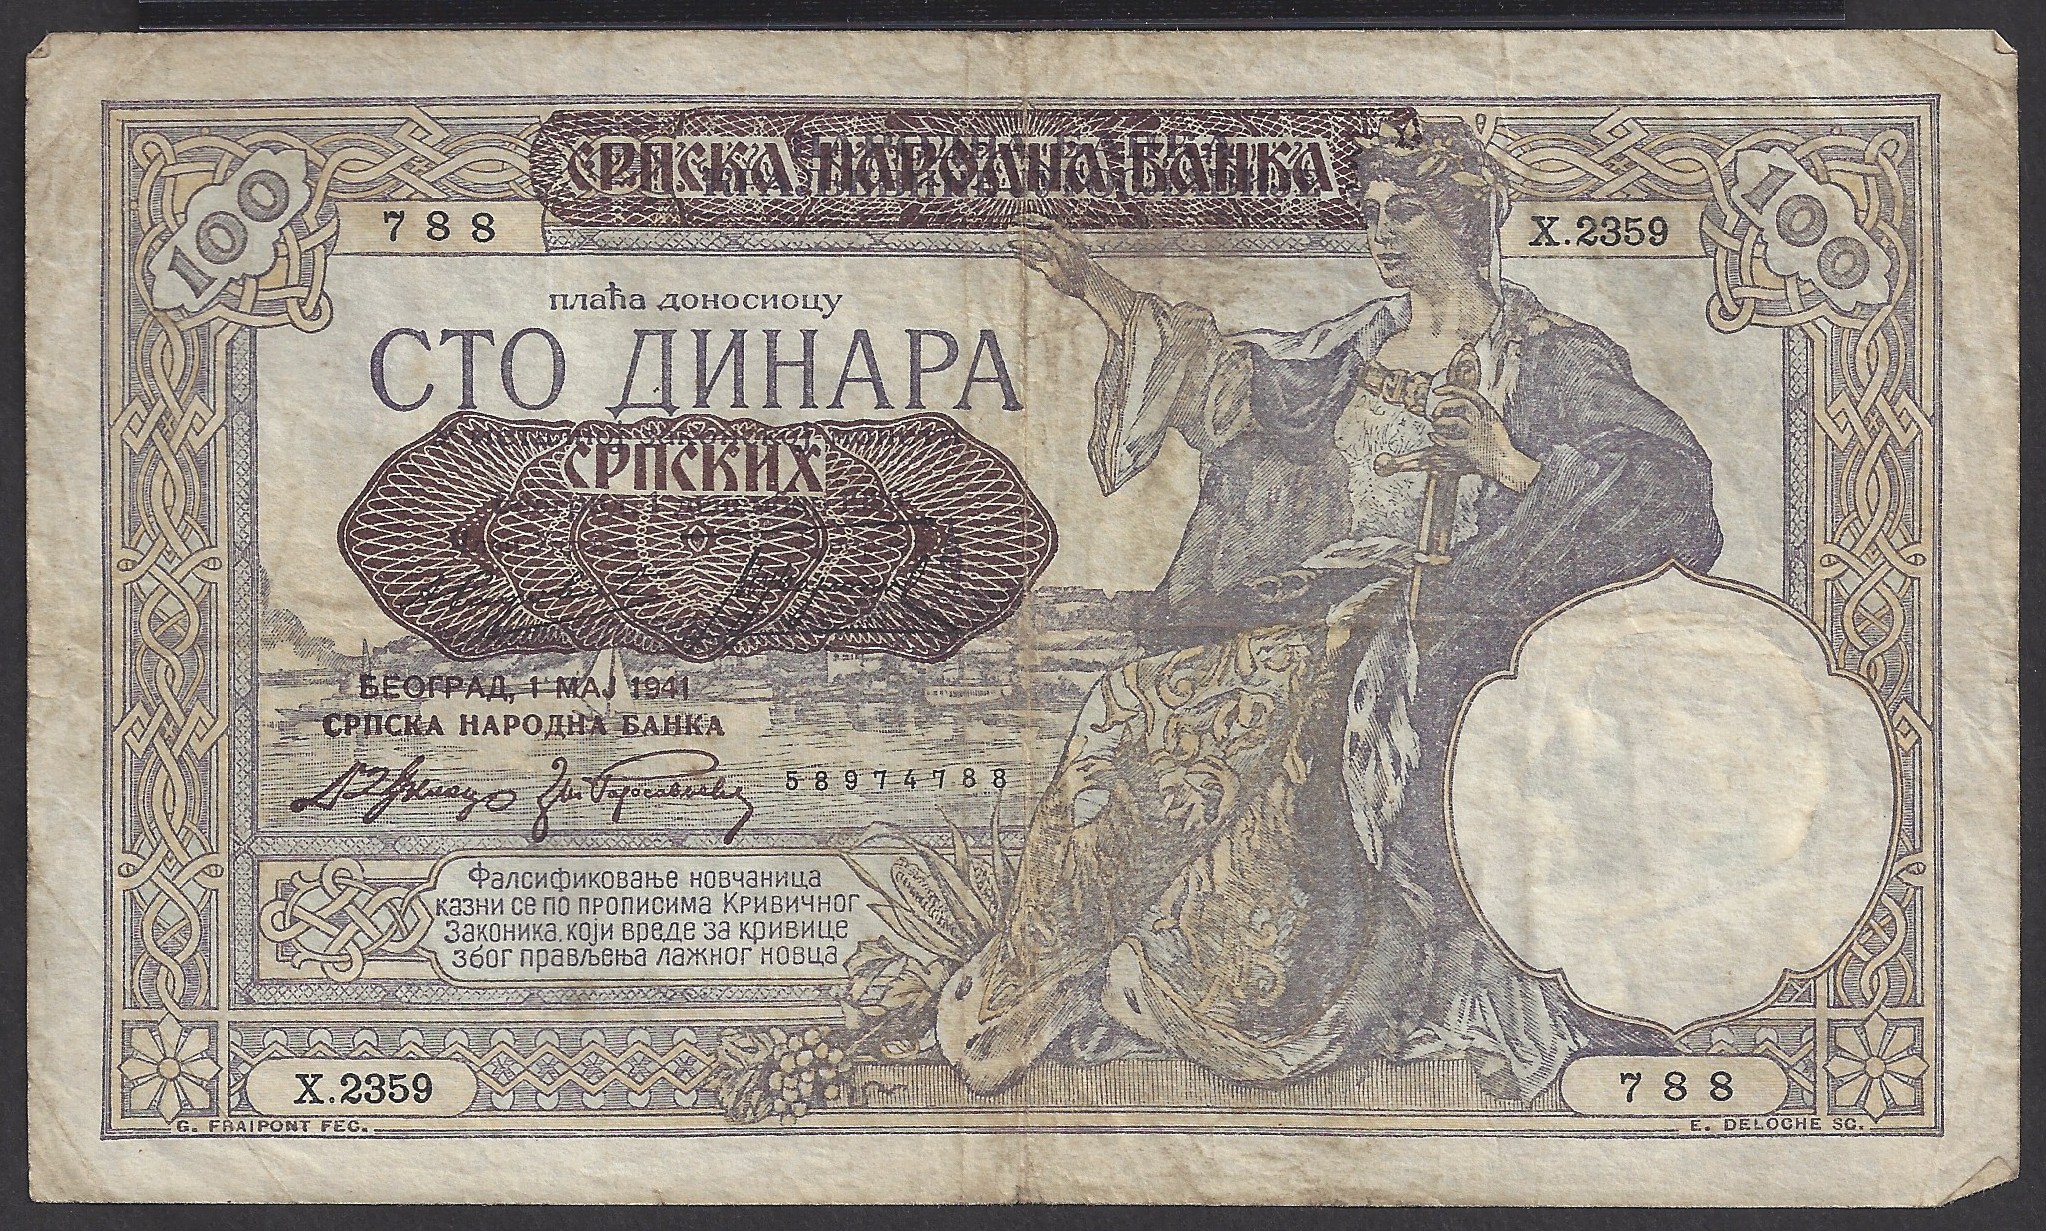 СРПСКА НАРОДНА БАНКА
100
788
X.2359
100
плаћа доносиоцу
СТО ДИНАРА
СРПСКИХ
БЕОГРАД, 1 МАЈ 1941
СРПСКА НАРОДНА БАНКА
58974788
Фалсификовање новчаница
казни се по прописима Кривичног
Законика, који вреде за кривице
због прављења лажног новца
X.2359
788
G. FRAIPONT FEC.
E. DELOCHE SC.